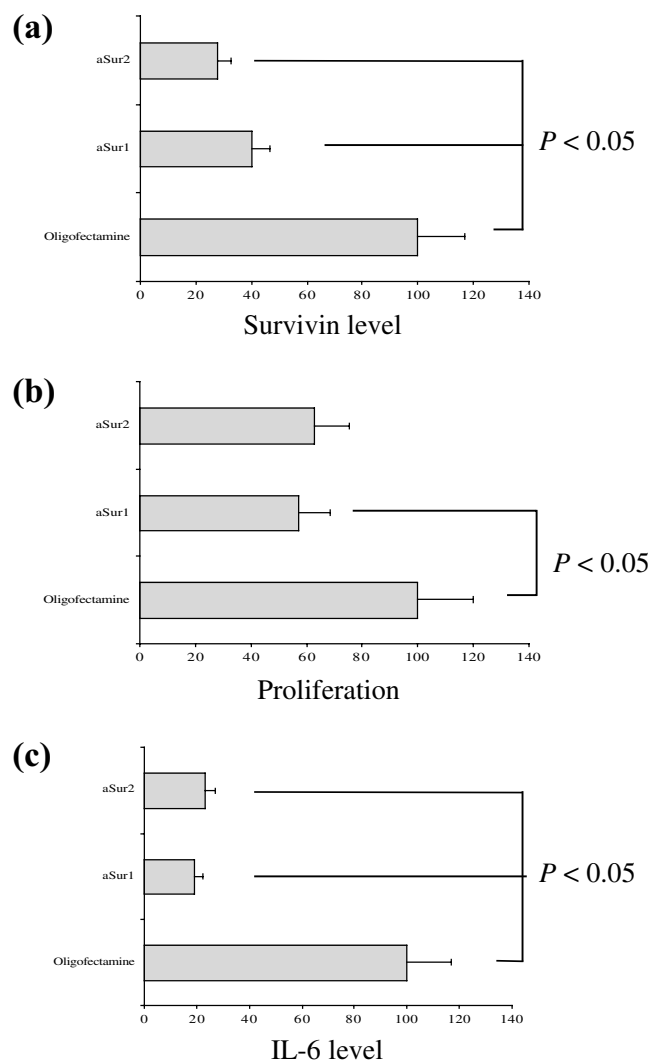 (a)
aSur2
aSur1
P < 0.05
Oligofectamine
0 20 40 60 80 100 120 140
Survivin level
(b)
aSur2
aSur1
P < 0.05
Oligofectamine
0 20 40 60 80 100 120 140
Proliferation
(c)
aSur2
aSur1
P < 0.05
Oligofectamine
0 20 40 60 80 100 120 140
IL-6 level